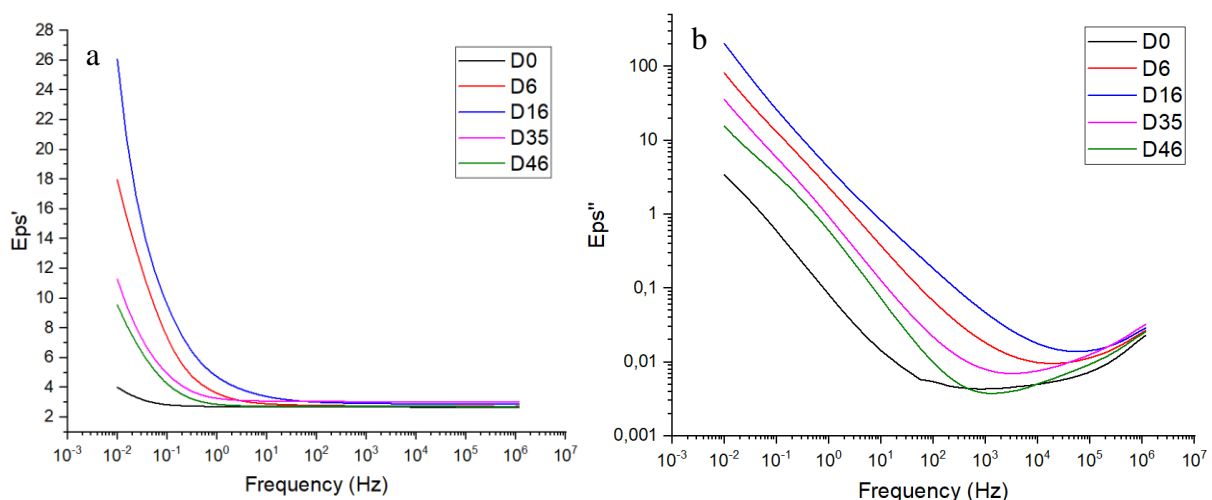 a
Eps'
28
26
24
22
20
18
16
14
12
10
8
6
4
2
D0
D6
D16
D35
D46
10⁻³ 10⁻² 10⁻¹ 10⁰ 10¹ 10² 10³ 10⁴ 10⁵ 10⁶ 10⁷
Frequency (Hz)
b
Eps"
100
10
1
0,1
0,01
0,001
D0
D6
D16
D35
D46
10⁻³ 10⁻² 10⁻¹ 10⁰ 10¹ 10² 10³ 10⁴ 10⁵ 10⁶ 10⁷
Frequency (Hz)